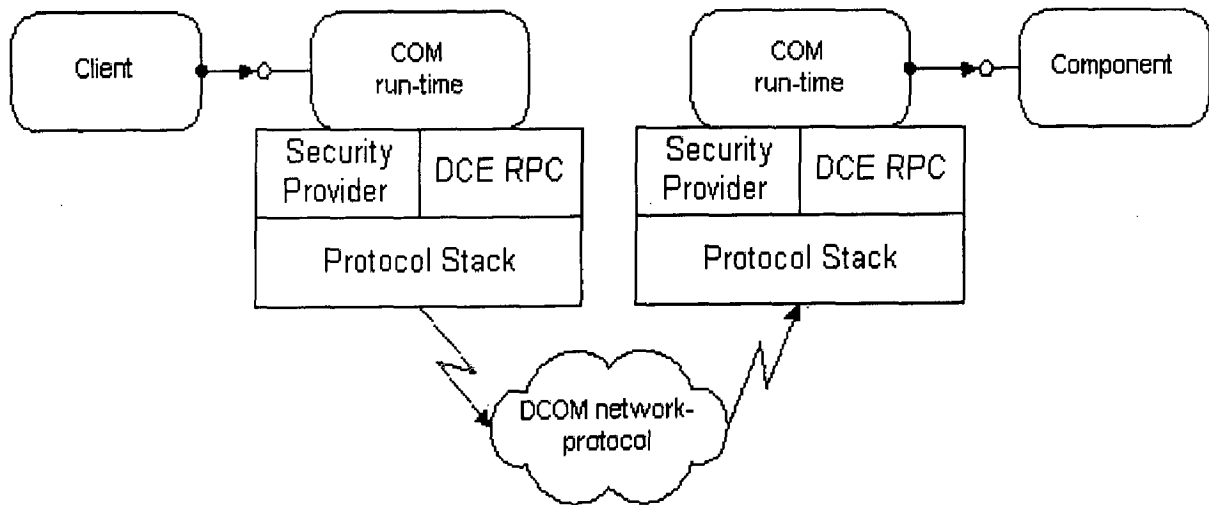 Client
COM
run-time
COM
run-time
Component
Security
Provider
DCE RPC
Security
Provider
DCE RPC
Protocol Stack
Protocol Stack
DCOM network-
protocol